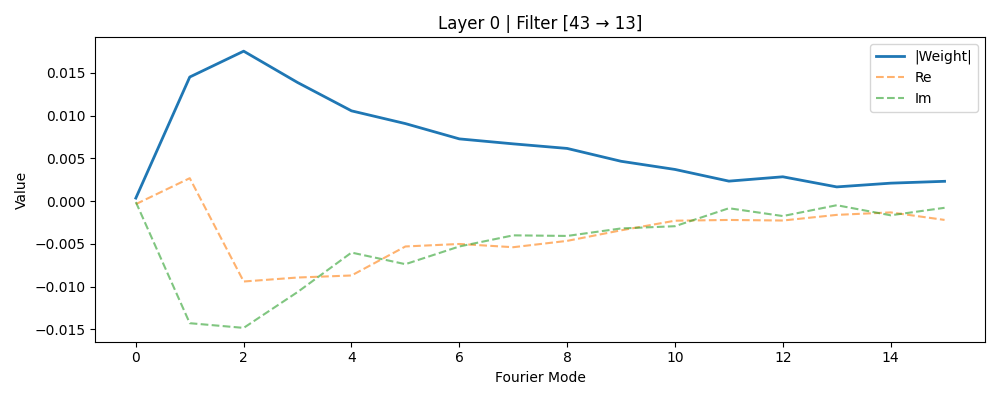 Layer 0 | Filter [43 → 13]
|Weight|
Re
Im
Value
0.015
0.010
0.005
0.000
−0.005
−0.010
−0.015
0 2 4 6 8 10 12 14
Fourier Mode